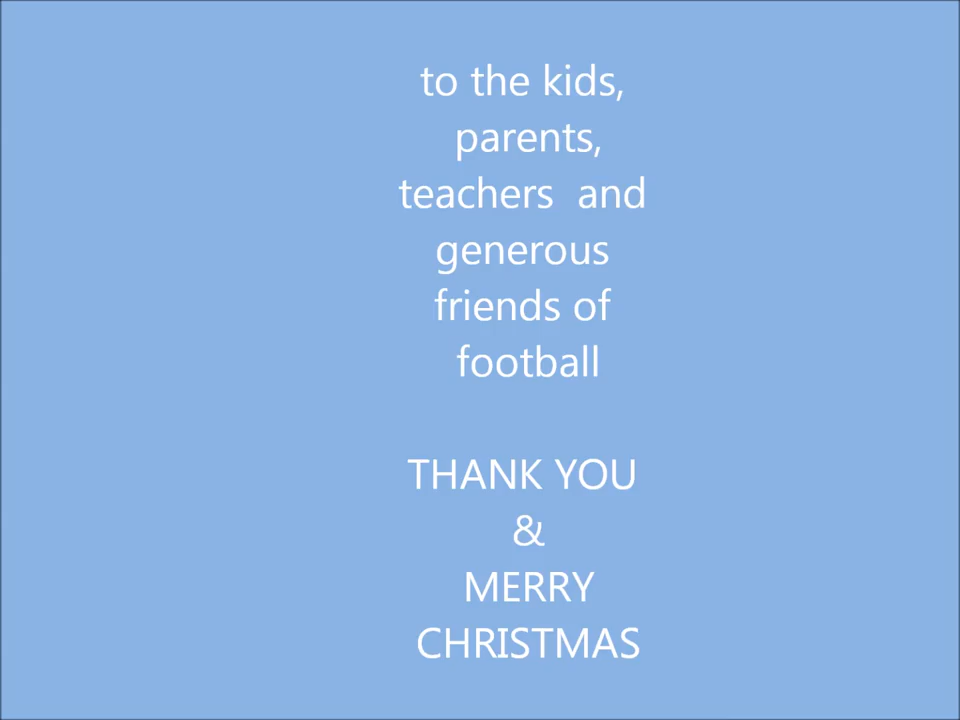 to the kids,
parents,
teachers  and
generous
friends of
football
THANK YOU
&
MERRY
CHRISTMAS